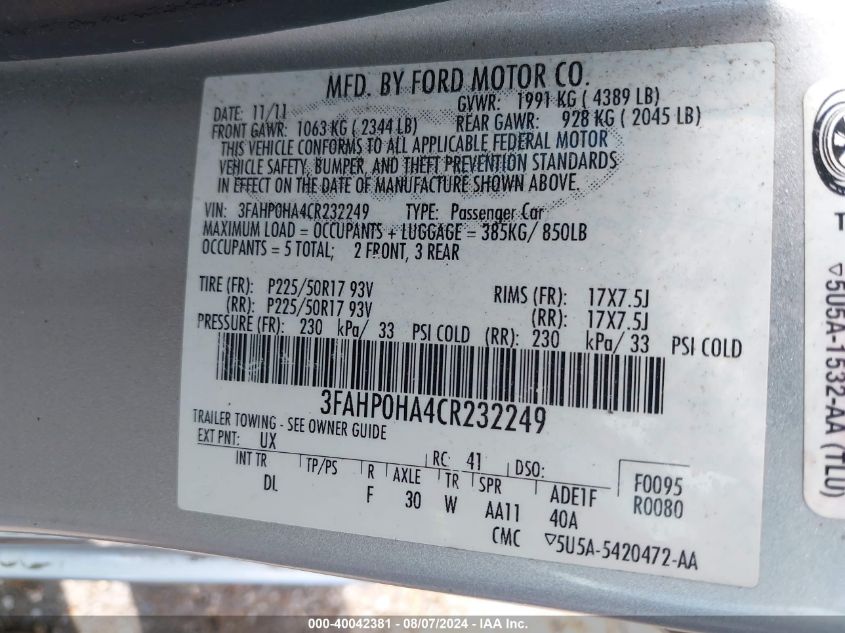 MFD. BY FORD MOTOR CO.
DATE: 11/11 GVWR: 1991 KG ( 4389 LB)
FRONT GAWR: 1063 KG ( 2344 LB) REAR GAWR: 928 KG ( 2045 LB)
THIS VEHICLE CONFORMS TO ALL APPLICABLE FEDERAL MOTOR
VEHICLE SAFETY, BUMPER, AND THEFT PREVENTION STANDARDS
IN EFFECT ON THE DATE OF MANUFACTURE SHOWN ABOVE.
VIN: 3FAHP0HA4CR232249 TYPE: Passenger Car
MAXIMUM LOAD = OCCUPANTS + LUGGAGE = 385KG/ 850LB
OCCUPANTS = 5 TOTAL; 2 FRONT, 3 REAR
TIRE (FR): P225/50R17 93V RIMS (FR): 17X7.5J
(RR): P225/50R17 93V (RR): 17X7.5J
PRESSURE (FR): 230 kPa/ 33 PSI COLD (RR): 230 kPa/ 33 PSI COLD
3FAHP0HA4CR232249
TRAILER TOWING - SEE OWNER GUIDE
EXT PNT: UX RC: 41 DSO:
INT TR TP/PS R AXLE TR SPR ADE1F F0095
DL F 30 W AA11 40A R0080
CMC ▽5U5A-5420472-AA
T
▽5U5A-1532-AA (TLU)
000-40042381 - 08/07/2024 - IAA Inc.